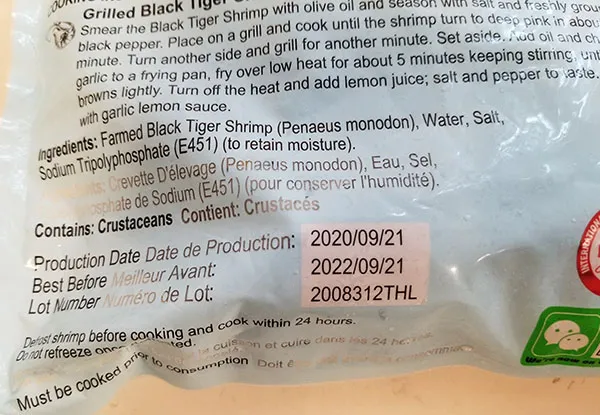 Grilled Black Tiger
Smear the Black Tiger Shrimp with olive oil and season with salt and freshly
black pepper. Place on a grill and cook until the shrimp turn to deep pink in about
minute. Turn another side and grill for another minute. Set aside. Add oil and
garlic to a frying pan, fry over low heat for about 5 minutes keeping stirring,
browns lightly. Turn off the heat and add lemon juice; salt and pepper to taste.
with garlic lemon sauce.
Ingredients: Farmed Black Tiger Shrimp (Penaeus monodon), Water, Salt,
Sodium Tripolyphosphate (E451) (to retain moisture).
Crevette D'élevage (Penaeus monodon), Eau, Sel,
de Sodium (E451) (pour conserver l'humidité).
Contains: Crustaceans Contient: Crustacés
Production Date Date de Production: 2020/09/21
Best Before Meilleur Avant: 2022/09/21
Lot Number Numéro de Lot: 2008312THL
Defrost shrimp before cooking and cook within 24 hours.
Do not refreeze once
cuisson et cuire dans les 24
Must be cooked prior to consumption Doit
We're now on